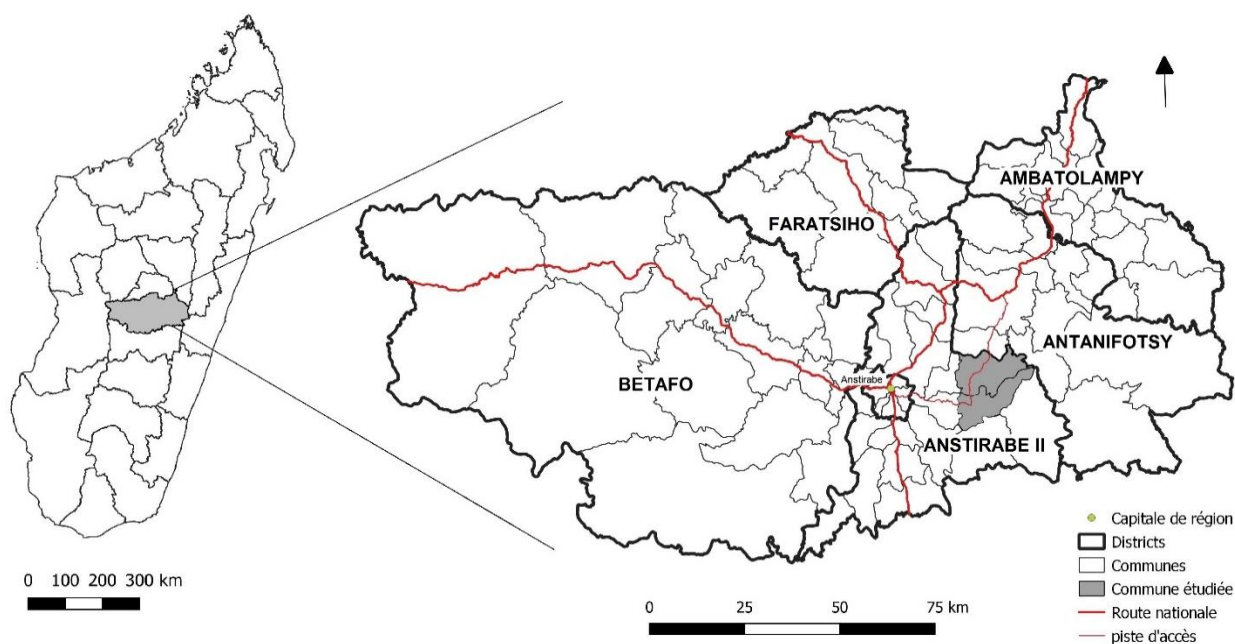 AMBATOLAMPY
FARATSIHO
ANTANIFOTSY
BETAFO
Anstirabe
ANSTIRABE II
Capitale de région
Districts
Communes
Commune étudiée
Route nationale
piste d'accès
0 100 200 300 km
0 25 50 75 km